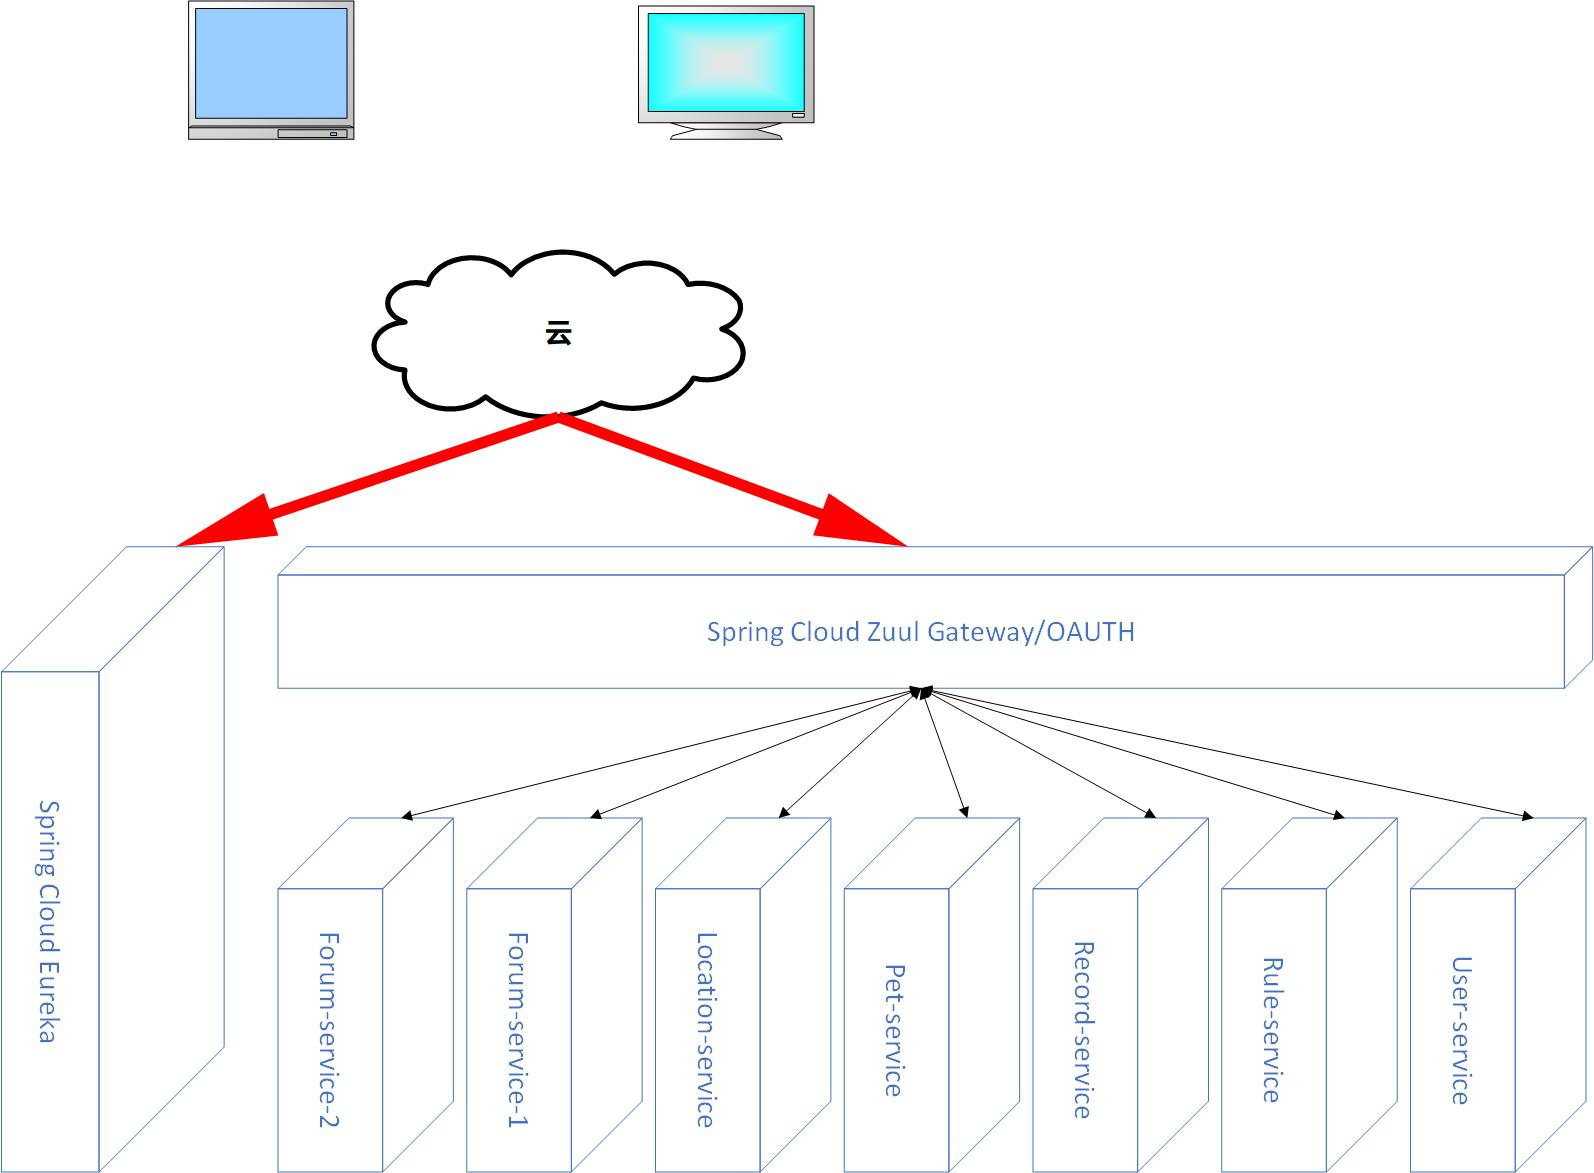 云
Spring Cloud Zuul Gateway/OAUTH
Spring Cloud Eureka
Forum-service-2
Forum-service-1
Location-service
Pet-service
Record-service
Rule-service
User-service